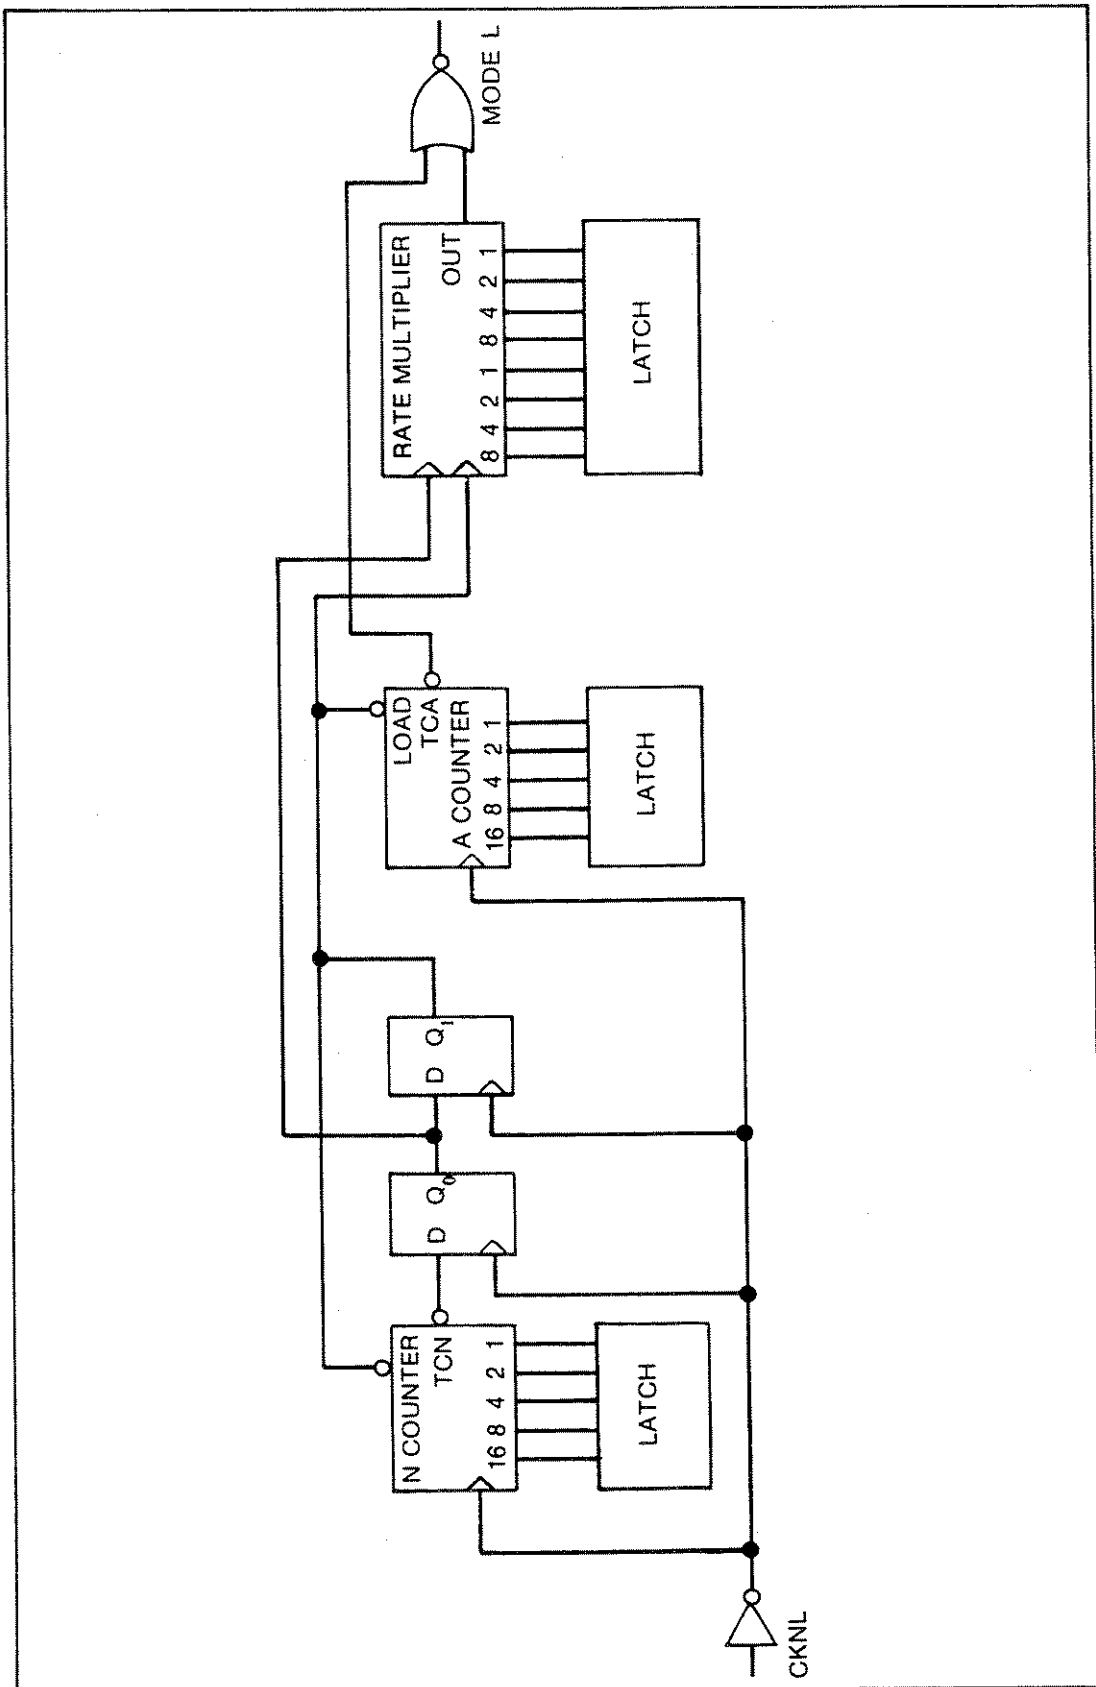 CKNL
N COUNTER
TCN
16 8 4 2 1
LATCH
D Q0
D Q1
LOAD
TCA
A COUNTER
16 8 4 2 1
LATCH
RATE MULTIPLIER
OUT
8 4 2 1 8 4 2 1
LATCH
MODE L